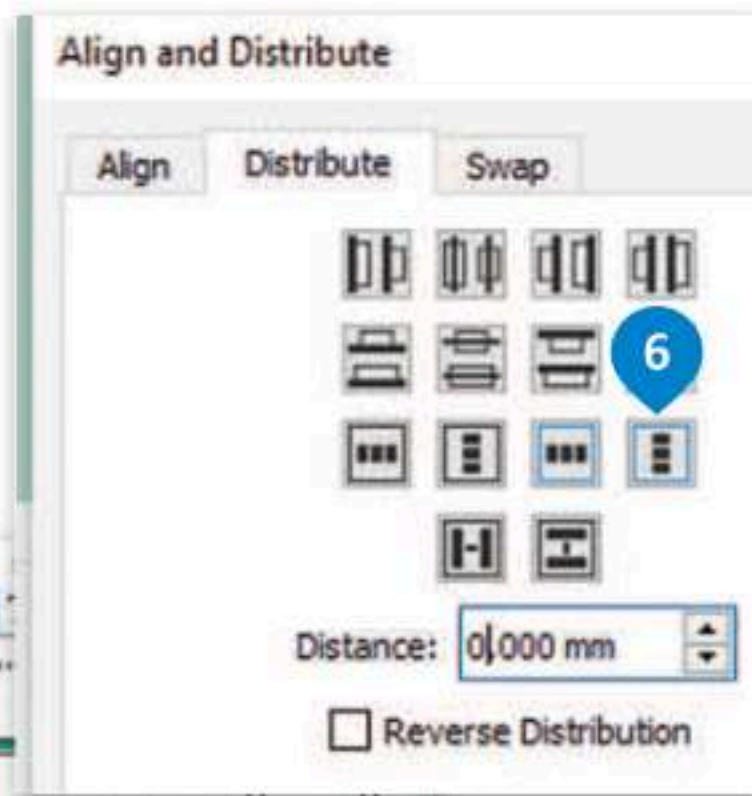 Align and Distribute
Align Distribute Swap
6
Distance: 0.000 mm
Reverse Distribution